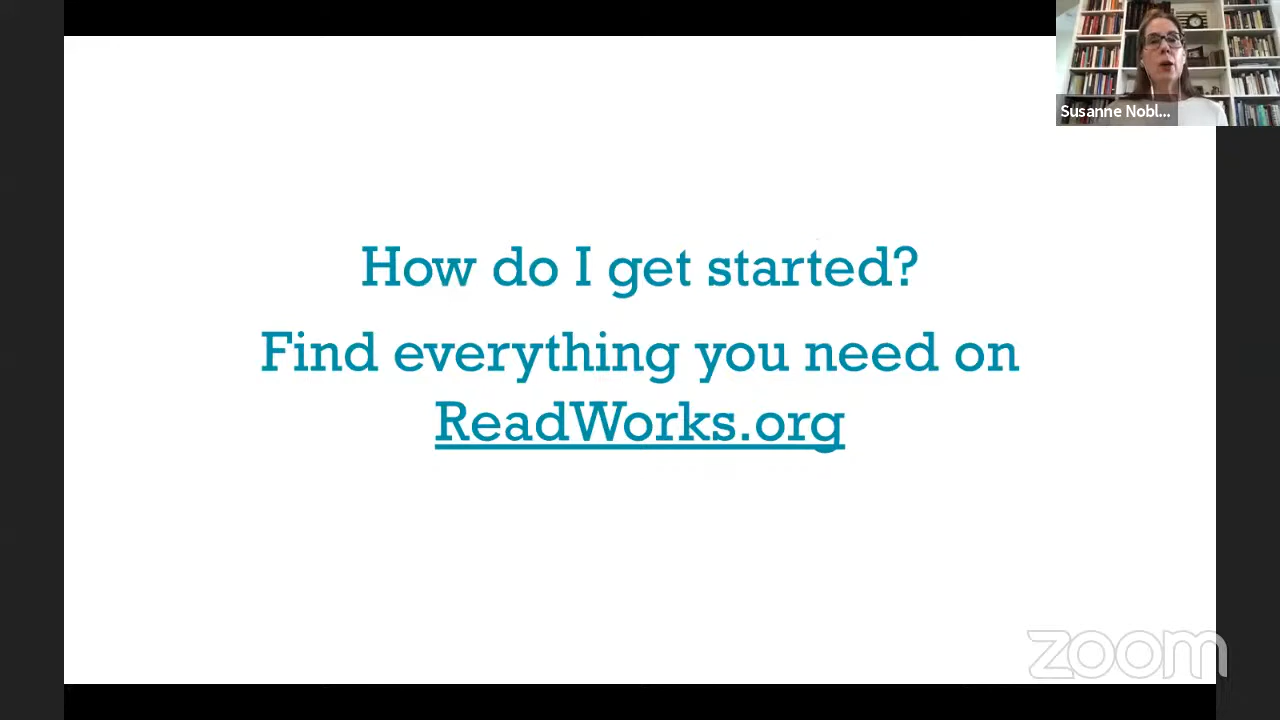 Susanne Nobl...
How do I get started?
Find everything you need on
ReadWorks.org
zoom